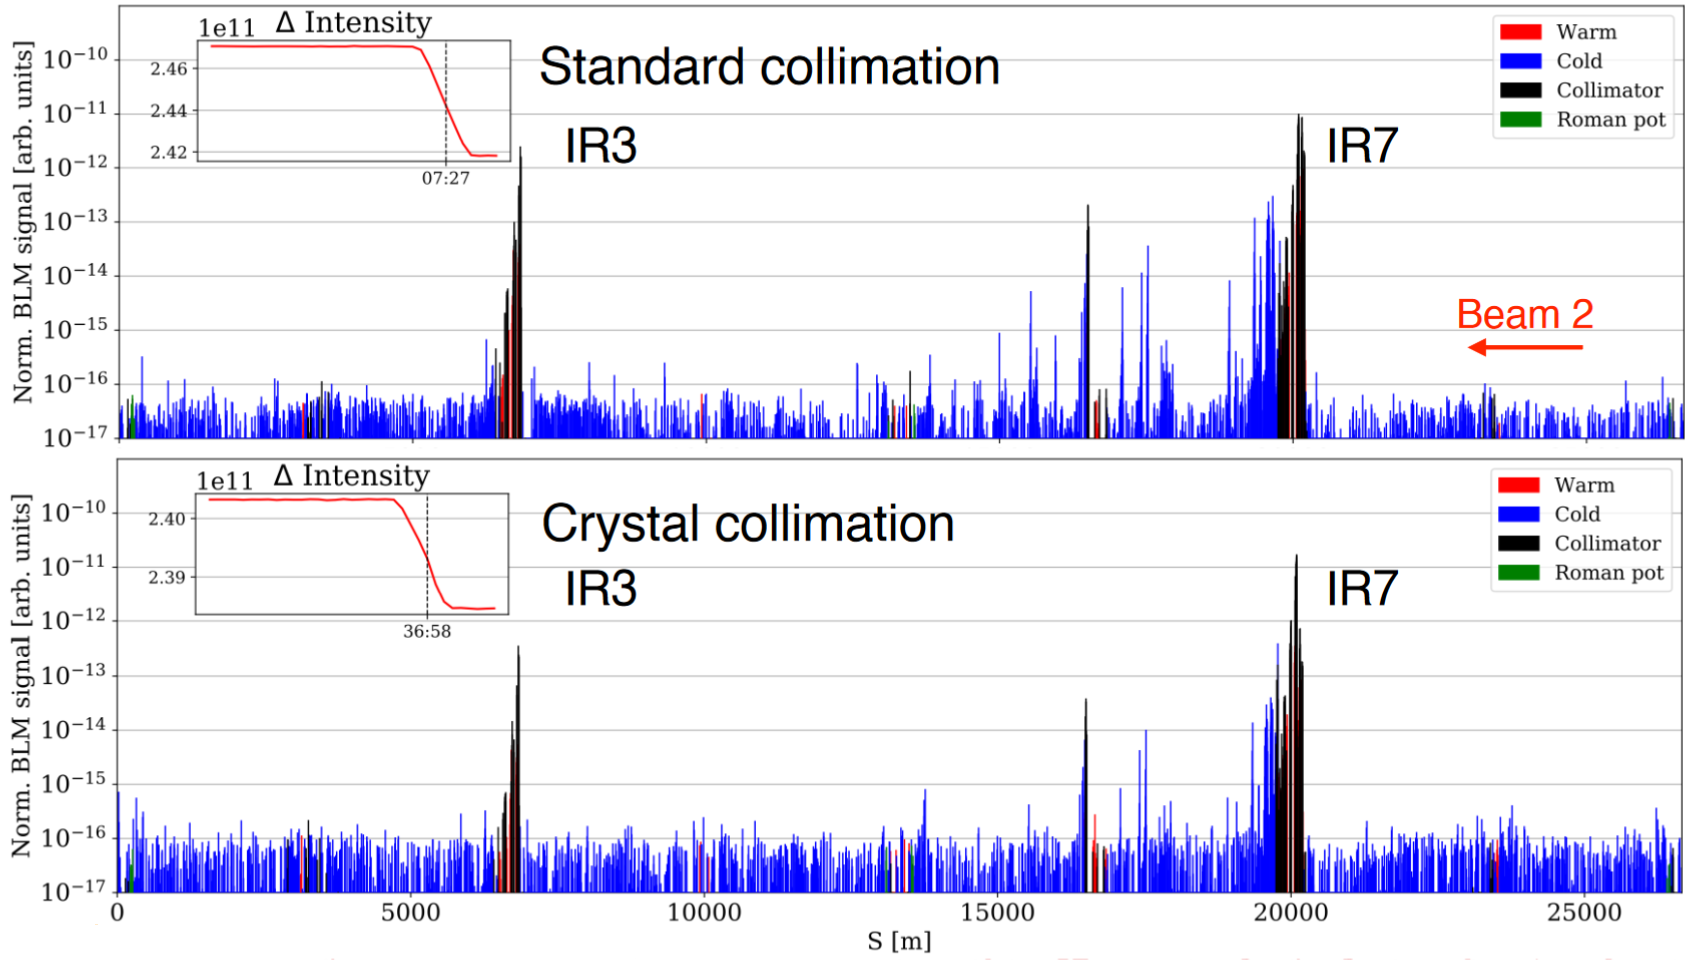 1e11 Δ Intensity
2.46
2.44
2.42
07:27
Standard collimation
IR3
IR7
Warm
Cold
Collimator
Roman pot
Beam 2
Norm. BLM signal [arb. units]
10⁻¹⁰
10⁻¹¹
10⁻¹²
10⁻¹³
10⁻¹⁴
10⁻¹⁵
10⁻¹⁶
10⁻¹⁷
1e11 Δ Intensity
2.40
2.39
36:58
Crystal collimation
IR3
IR7
Warm
Cold
Collimator
Roman pot
Norm. BLM signal [arb. units]
10⁻¹⁰
10⁻¹¹
10⁻¹²
10⁻¹³
10⁻¹⁴
10⁻¹⁵
10⁻¹⁶
10⁻¹⁷
0 5000 10000 15000 20000 25000
S [m]